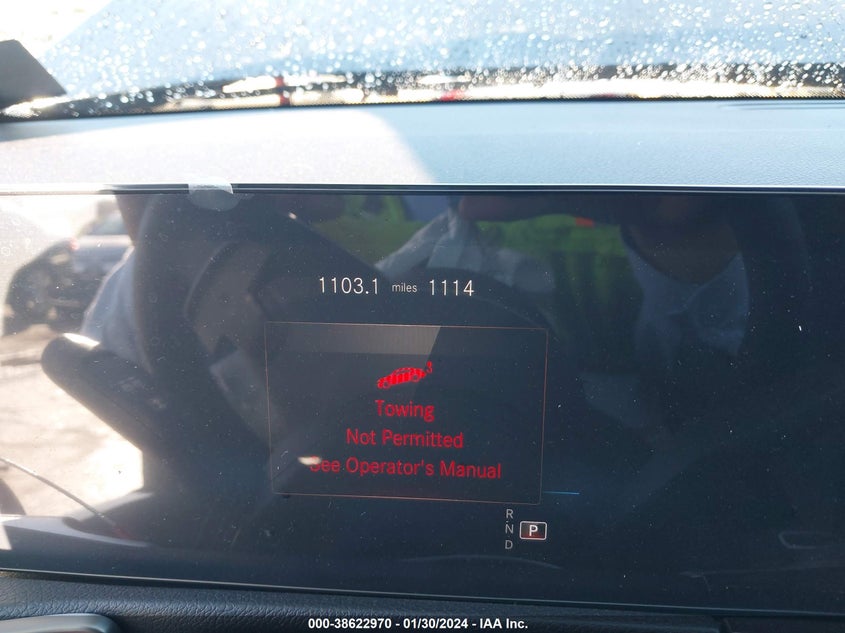 1103.1 miles 1114
Towing
Not Permitted
See Operator's Manual
R
N
D
P
000-38622970 - 01/30/2024 - IAA Inc.